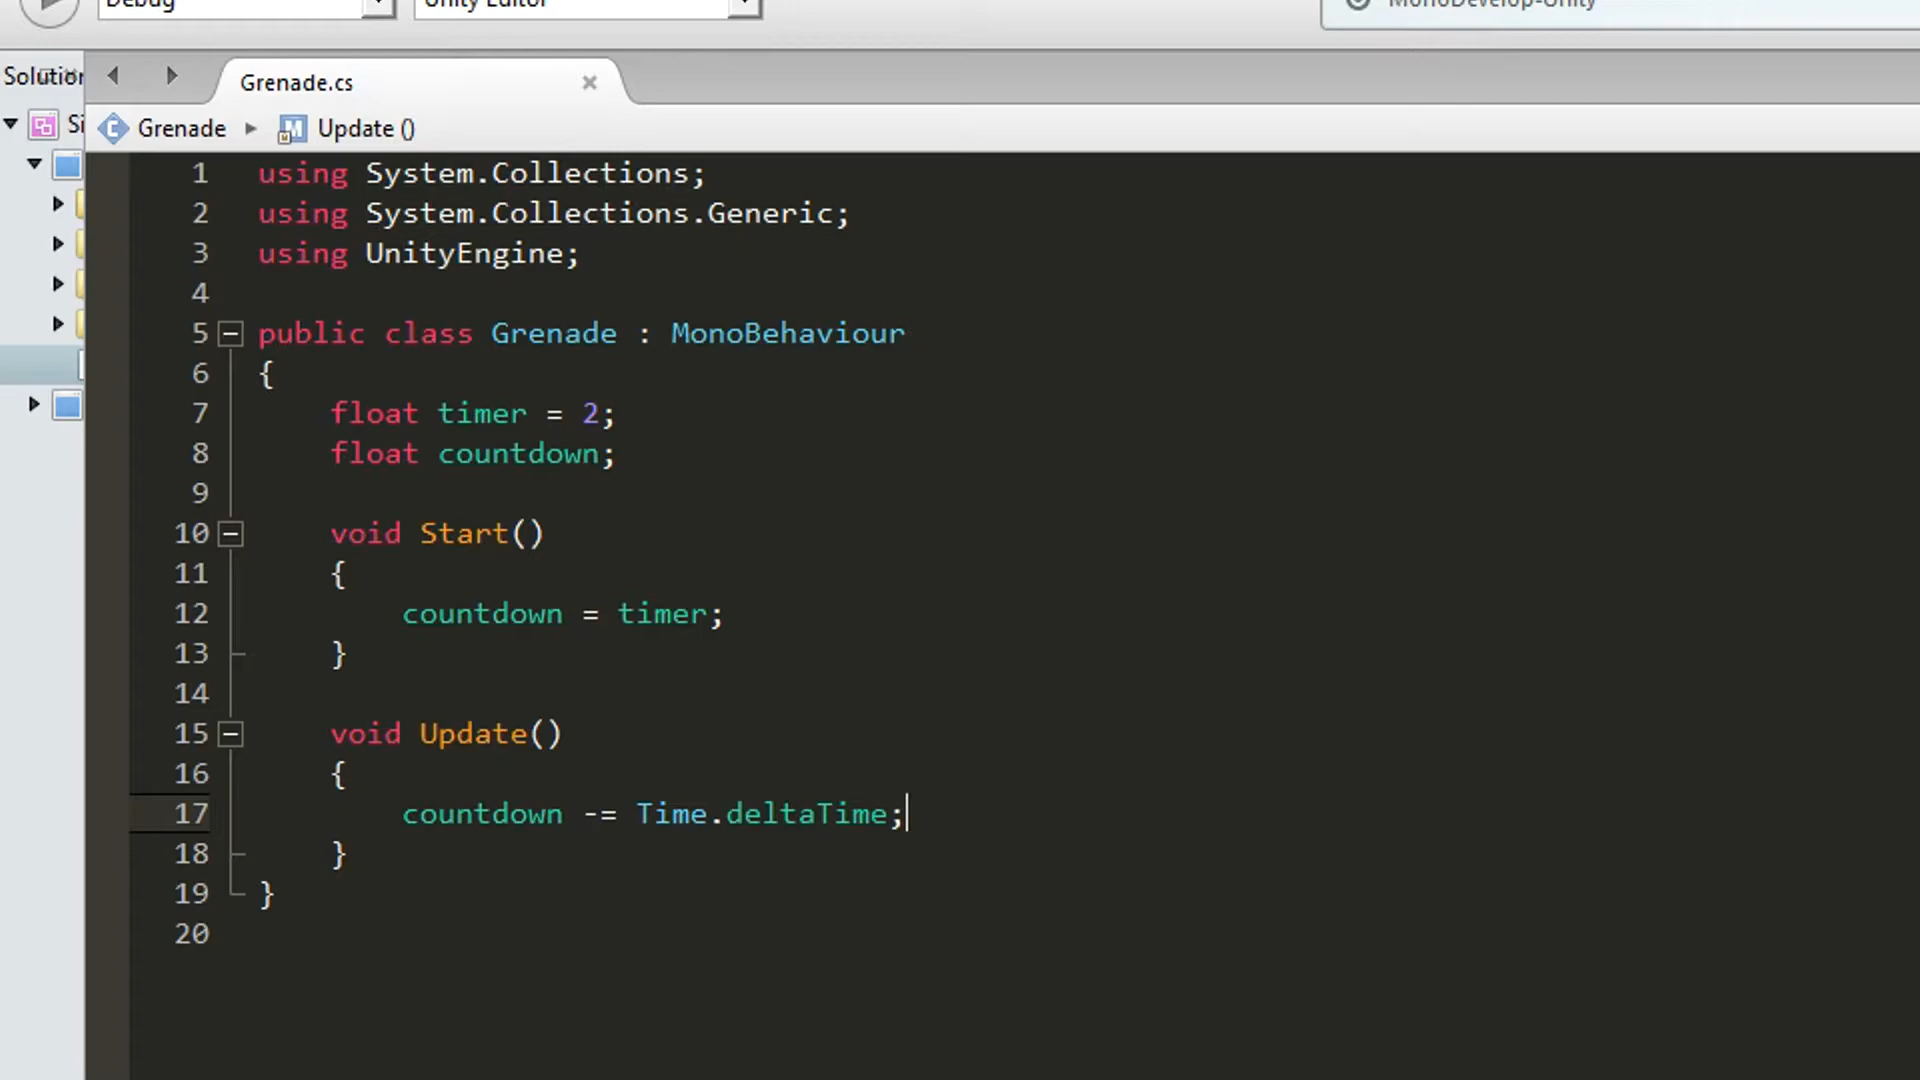 Debug
Unity Editor
MonoDevelop-Unity
Solution
Grenade.cs
Grenade
Update ()
1 using System.Collections;
2 using System.Collections.Generic;
3 using UnityEngine;
4
5 public class Grenade : MonoBehaviour
6 {
7 float timer = 2;
8 float countdown;
9
10 void Start()
11 {
12 countdown = timer;
13 }
14
15 void Update()
16 {
17 countdown -= Time.deltaTime;
18 }
19 }
20